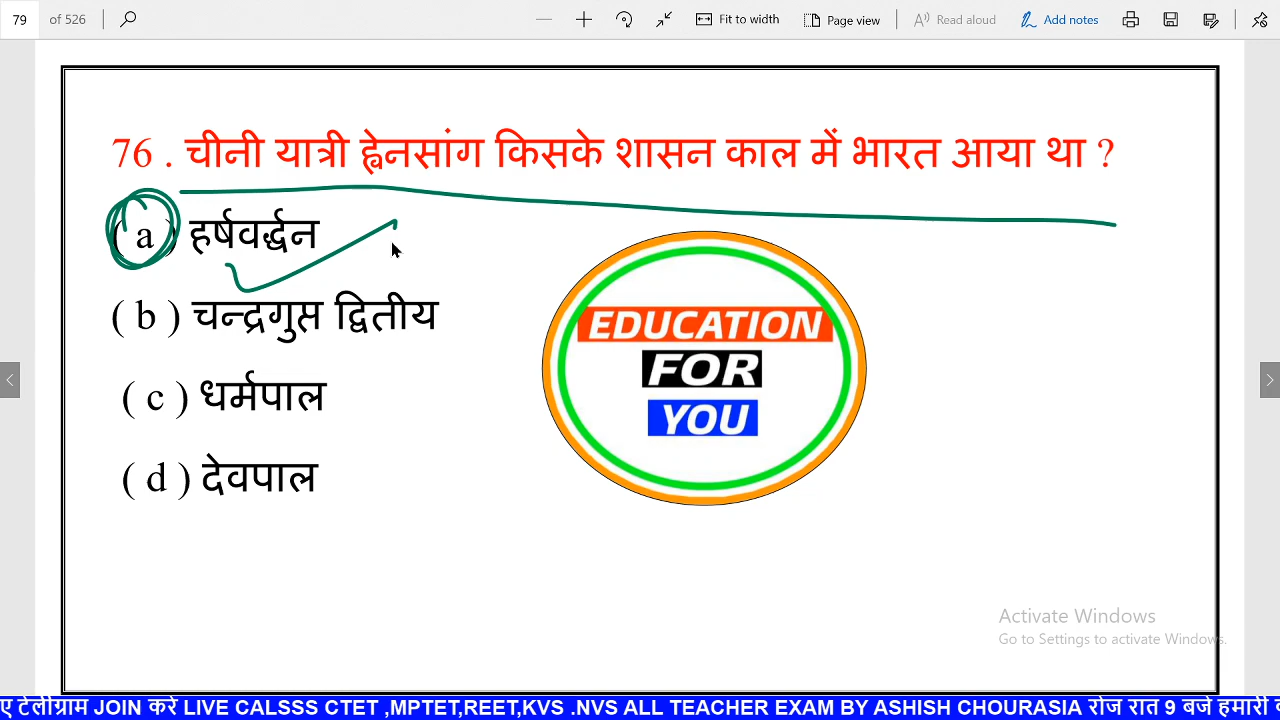 79 of 526 Fit to width Page view Read aloud Add notes
76 . चीनी यात्री ह्वेनसांग किसके शासन काल में भारत आया था ?
( a ) हर्षवर्द्धन
( b ) चन्द्रगुप्त द्वितीय
( c ) धर्मपाल
( d ) देवपाल
EDUCATION
FOR
YOU
Activate Windows
Go to Settings to activate Windows.
ए टेलीग्राम JOIN करे LIVE CALSSS CTET ,MPTET,REET,KVS .NVS ALL TEACHER EXAM BY ASHISH CHOURASIA रोज रात 9 बजे हमारी